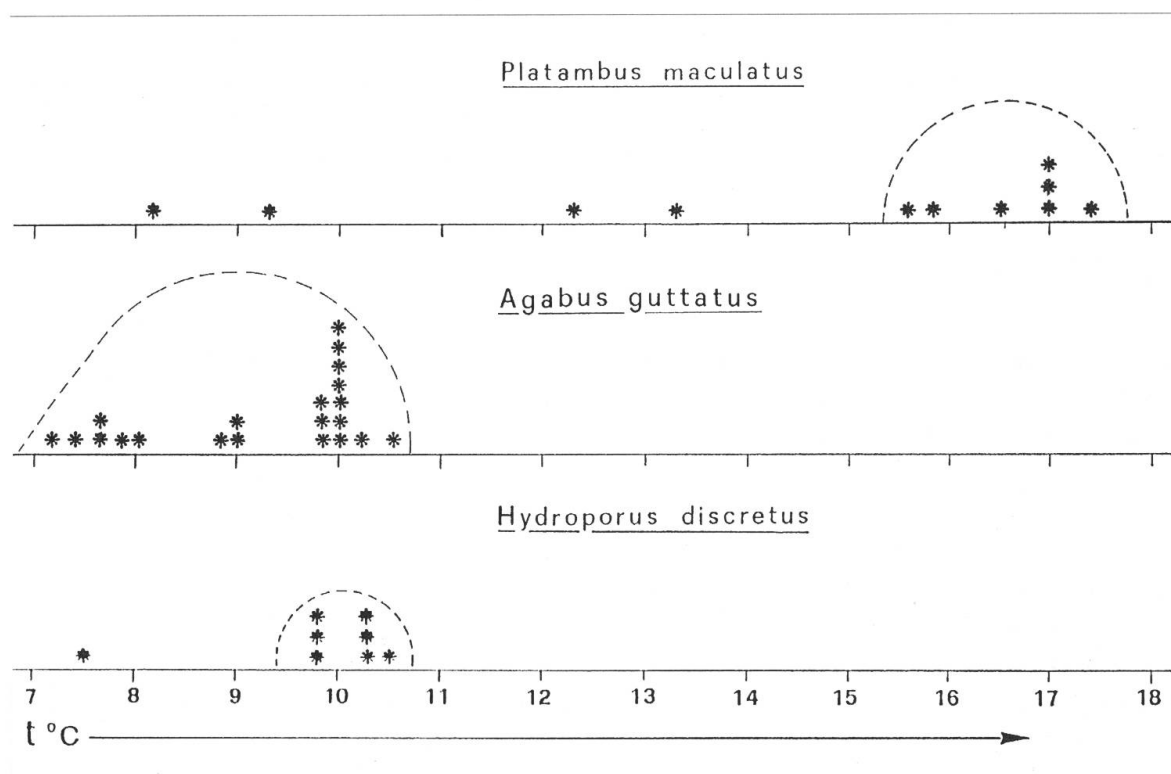 Platambus maculatus
Agabus guttatus
Hydroporus discretus
7 8 9 10 11 12 13 14 15 16 17 18
t °C